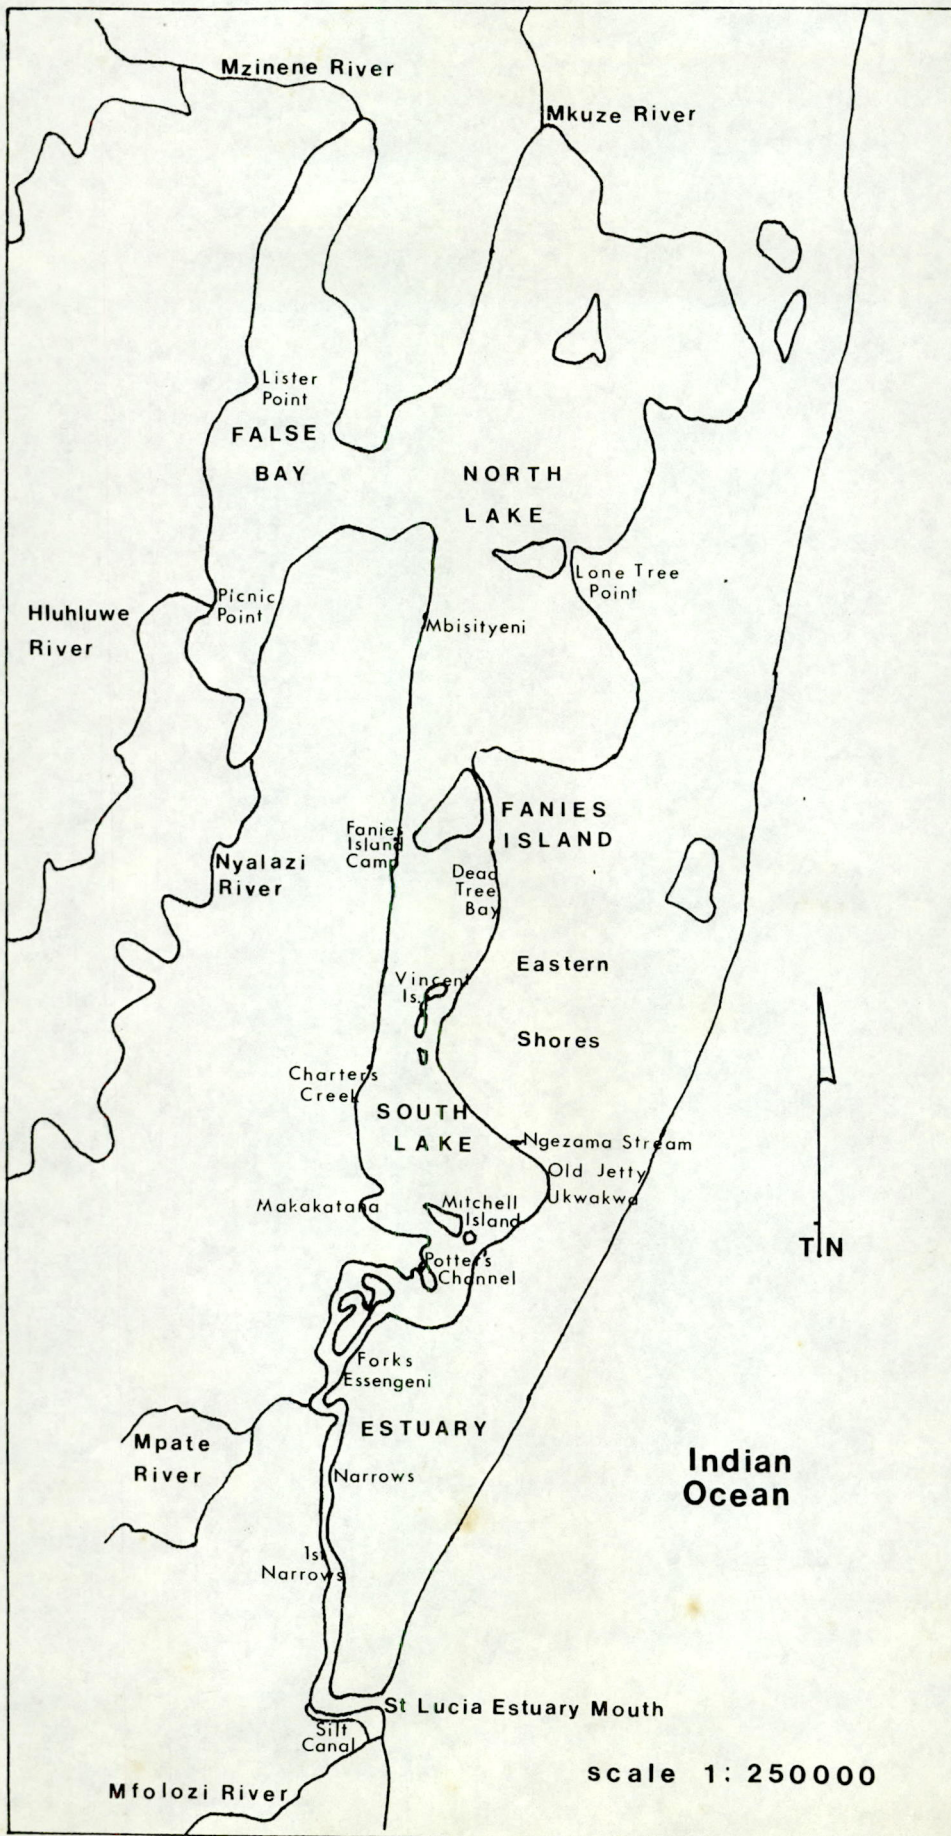 Mzinene River
Mkuze River
Lister
Point
FALSE
BAY
NORTH
LAKE
Lone Tree
Point
Picnic
Point
Hluhluwe
River
Mbisityeni
FANIES
ISLAND
Fanies
Island
Camp
Nyalazi
River
Dead
Tree
Bay
Eastern
Shores
Vincent
Is.
Charter's
Creek
SOUTH
LAKE
Ngezama Stream
Old Jetty
Ukwakwa
Makakatana
Mitchell
Island
TN
Potter's
Channel
Forks
Essengeni
ESTUARY
Mpate
River
Indian
Ocean
Narrows
1st
Narrows
St Lucia Estuary Mouth
Silt
Canal
scale 1: 250000
Mfolozi River